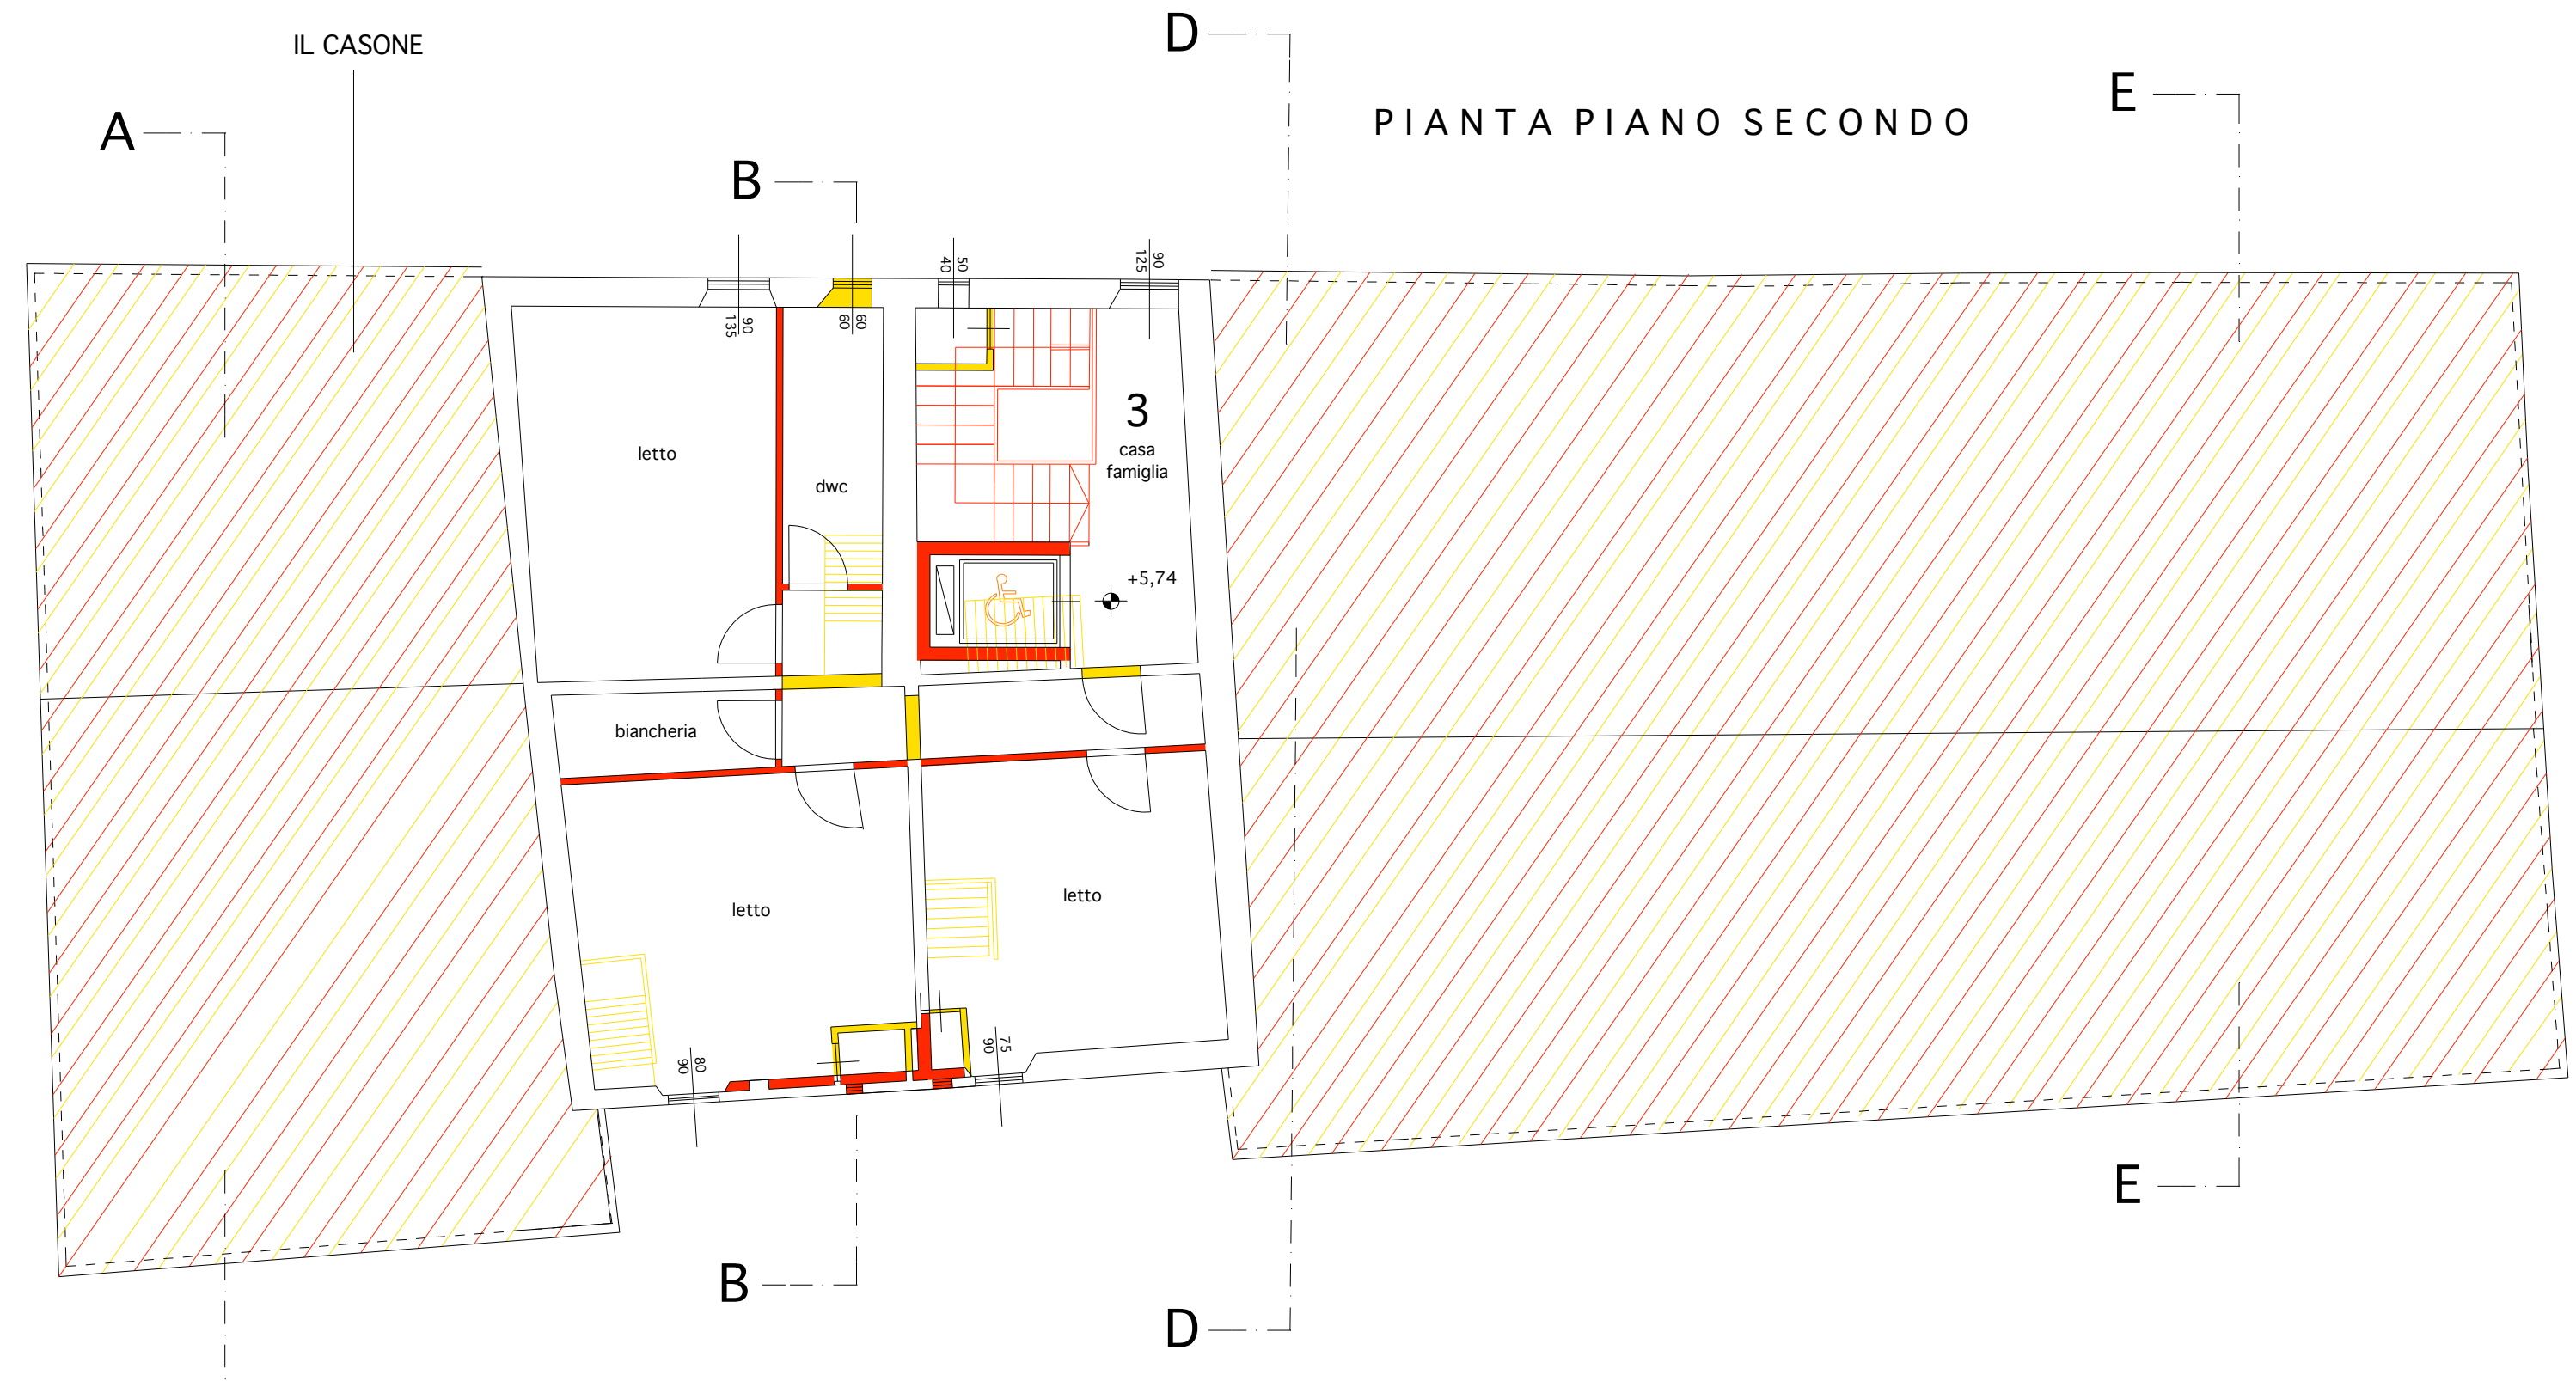 D
IL CASONE
E
PIANTA PIANO SECONDO
A
B
50
40
90
125
90
135
60
60
3
casa
famiglia
letto
dwc
+5,74
biancheria
letto
letto
80
90
75
90
E
B
D